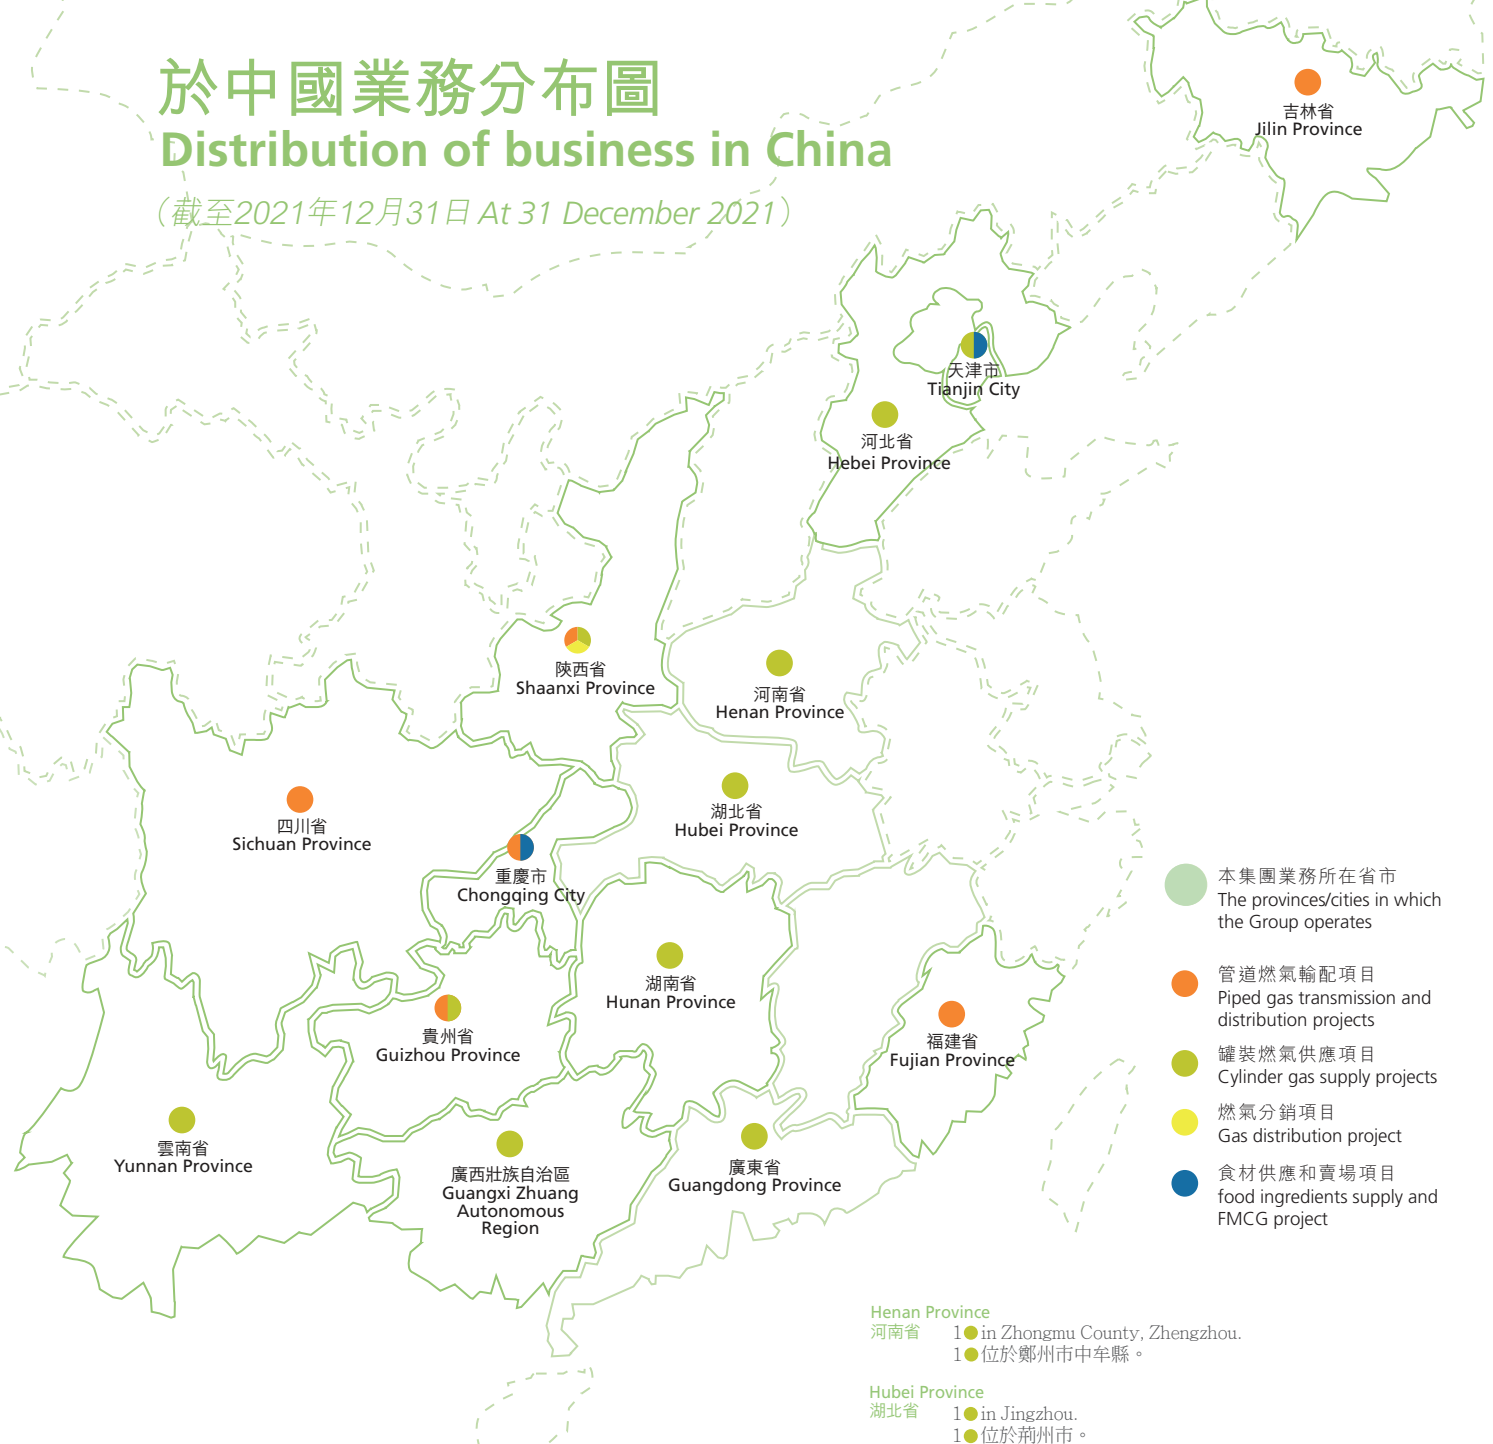 於中國業務分布圖
Distribution of business in China
（截至2021年12月31日 At 31 December 2021）
吉林省
Jilin Province
天津市
Tianjin City
河北省
Hebei Province
陝西省
Shaanxi Province
河南省
Henan Province
四川省
Sichuan Province
湖北省
Hubei Province
重慶市
Chongqing City
湖南省
Hunan Province
貴州省
Guizhou Province
福建省
Fujian Province
雲南省
Yunnan Province
廣西壯族自治區
Guangxi Zhuang
Autonomous
Region
廣東省
Guangdong Province
本集團業務所在省市
The provinces/cities in which
the Group operates
管道燃氣輸配項目
Piped gas transmission and
distribution projects
罐裝燃氣供應項目
Cylinder gas supply projects
燃氣分銷項目
Gas distribution project
食材供應和賣場項目
food ingredients supply and
FMCG project
Henan Province
河南省 1 in Zhongmu County, Zhengzhou.
1 位於鄭州市中牟縣。
Hubei Province
湖北省 1 in Jingzhou.
1 位於荊州市。